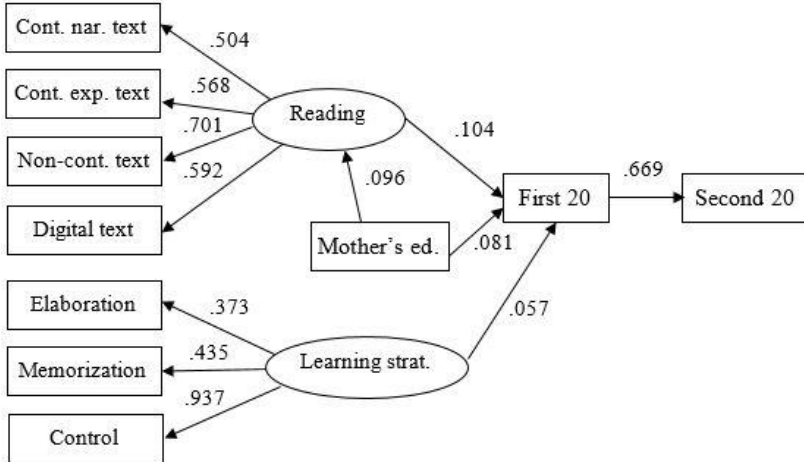 Cont. nar. text
.504
Cont. exp. text
.568
Reading
.701
.104
Non-cont. text
.592
.096
.669
First 20
Second 20
Digital text
Mother's ed.
.081
Elaboration
.373
.057
Memorization
.435
Learning strat.
.937
Control